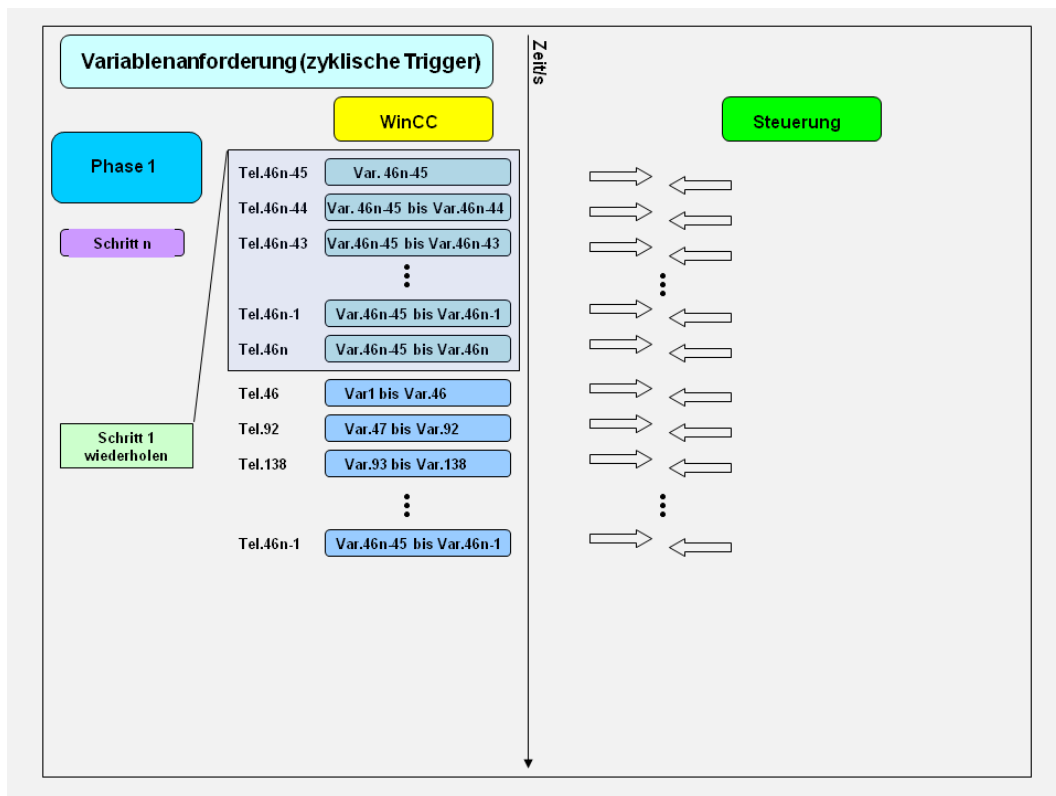 Variablenanforderung (zyklische Trigger)
Zeit/s
WinCC
Steuerung
Phase 1
Schritt n
Tel.46n-45
Var. 46n-45
Tel.46n-44
Var. 46n-45 bis Var.46n-44
Tel.46n-43
Var.46n-45 bis Var.46n-43
Tel.46n-1
Var.46n-45 bis Var.46n-1
Tel.46n
Var.46n-45 bis Var.46n
Schritt 1
wiederholen
Tel.46
Var1 bis Var.46
Tel.92
Var.47 bis Var.92
Tel.138
Var.93 bis Var.138
Tel.46n-1
Var.46n-45 bis Var.46n-1